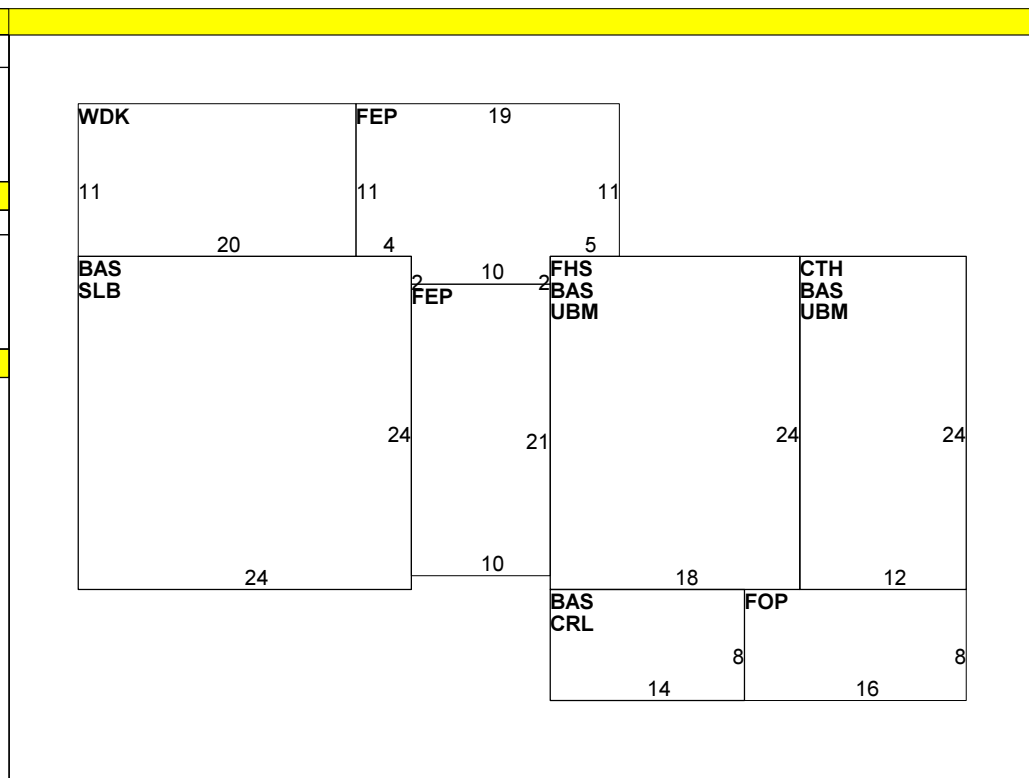 WDK
FEP 19
11 11 11
20 4 5
BAS
SLB
2 10 2
FEP
FHS
BAS
UBM
CTH
BAS
UBM
24 21 24 24
24 10 18 12
BAS
CRL
FOP
8 8
14 16